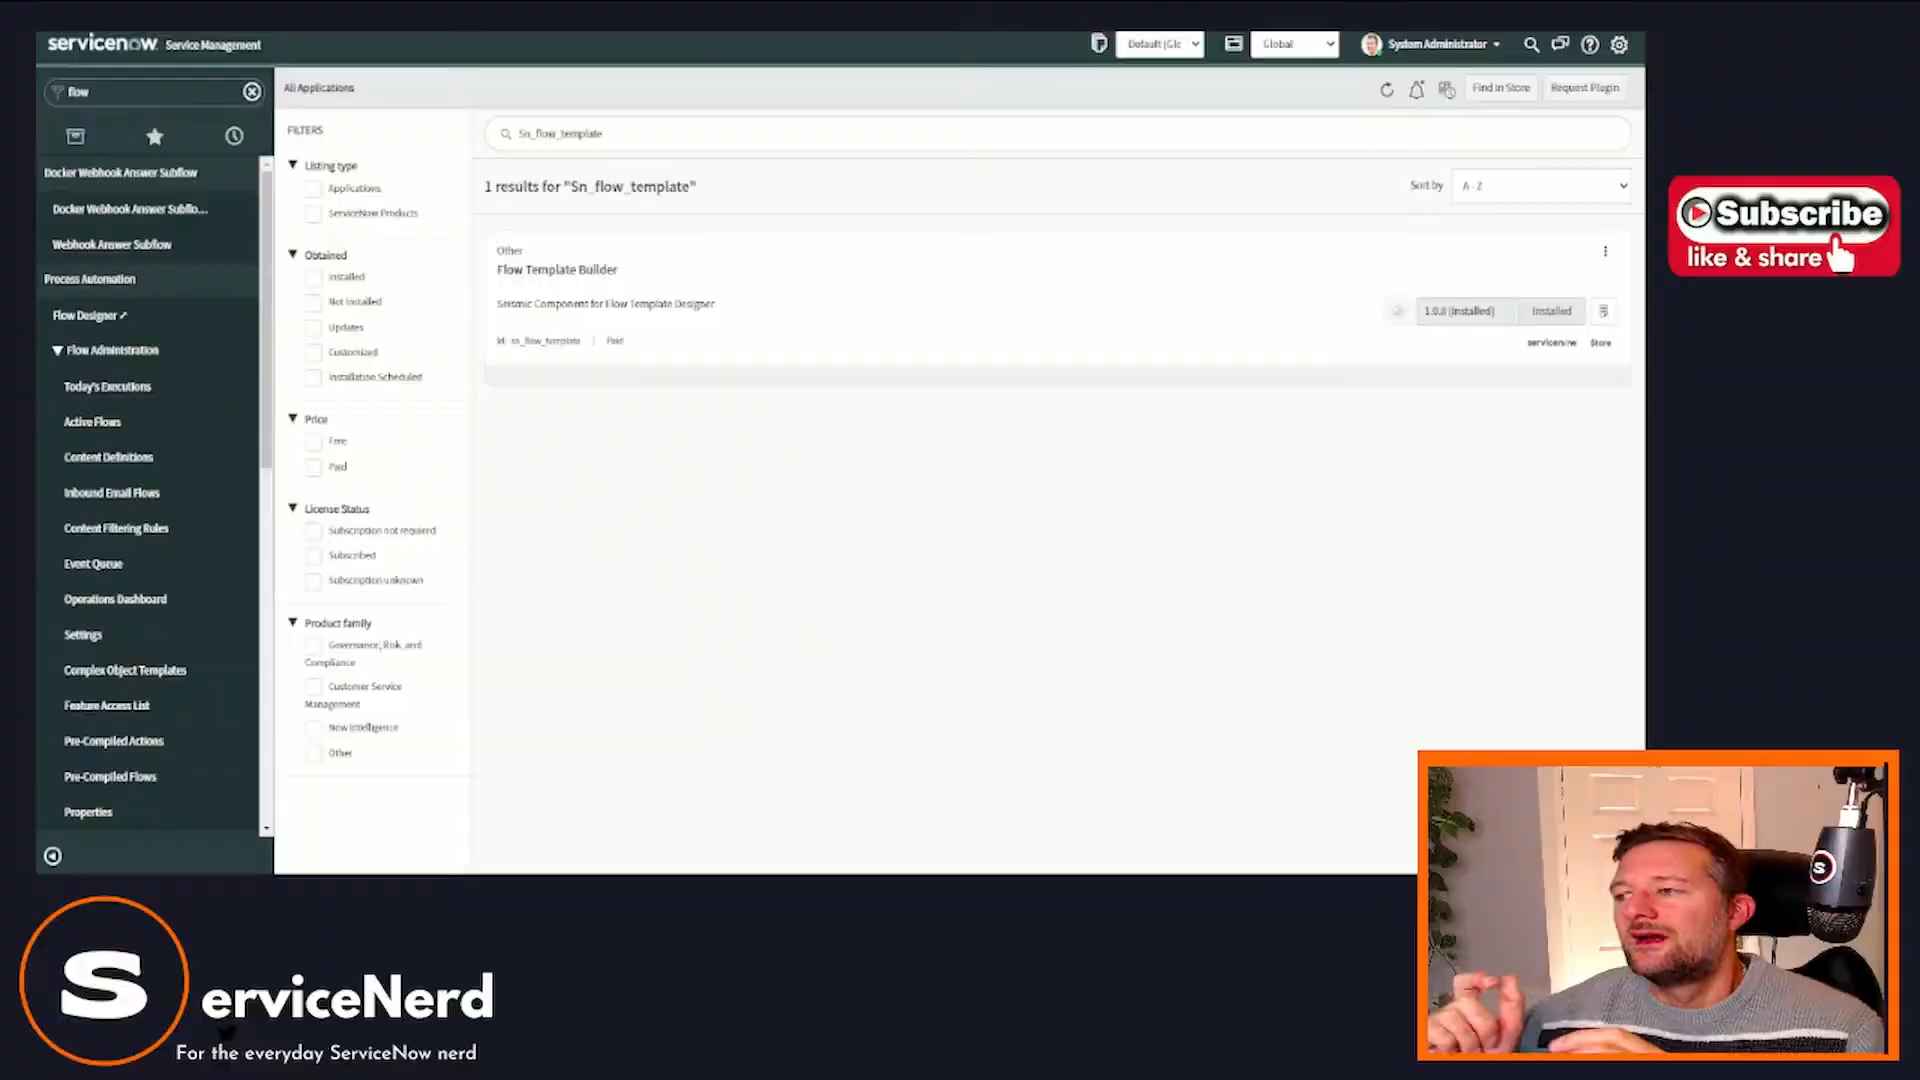 servicenow Service Management
Default (Glc
Global
System Administrator
flow
All Applications
Find in Store
Request Plugin
Docker Webhook Answer Subflow
Docker Webhook Answer Subflo...
Webhook Answer Subflow
Process Automation
Flow Designer
Flow Administration
Today's Executions
Active Flows
Content Definitions
Inbound Email Flows
Content Filtering Rules
Event Queue
Operations Dashboard
Settings
Complex Object Templates
Feature Access List
Pre-Compiled Actions
Pre-Compiled Flows
Properties
FILTERS
Listing type
Applications
ServiceNow Products
Obtained
Installed
Not Installed
Updates
Customized
Installation Scheduled
Price
Free
Paid
License Status
Subscription not required
Subscribed
Subscription unknown
Product family
Governance, Risk, and
Compliance
Customer Service
Management
Now Intelligence
Other
Sn_flow_template
1 results for "Sn_flow_template"
Sort by
A - Z
Other
Flow Template Builder
Seismic Component for Flow Template Designer
Id: sn_flow_template | Paid
1.0.8 (Installed)
Installed
servicenow Store
Subscribe
like & share
S
ServiceNerd
For the everyday ServiceNow nerd